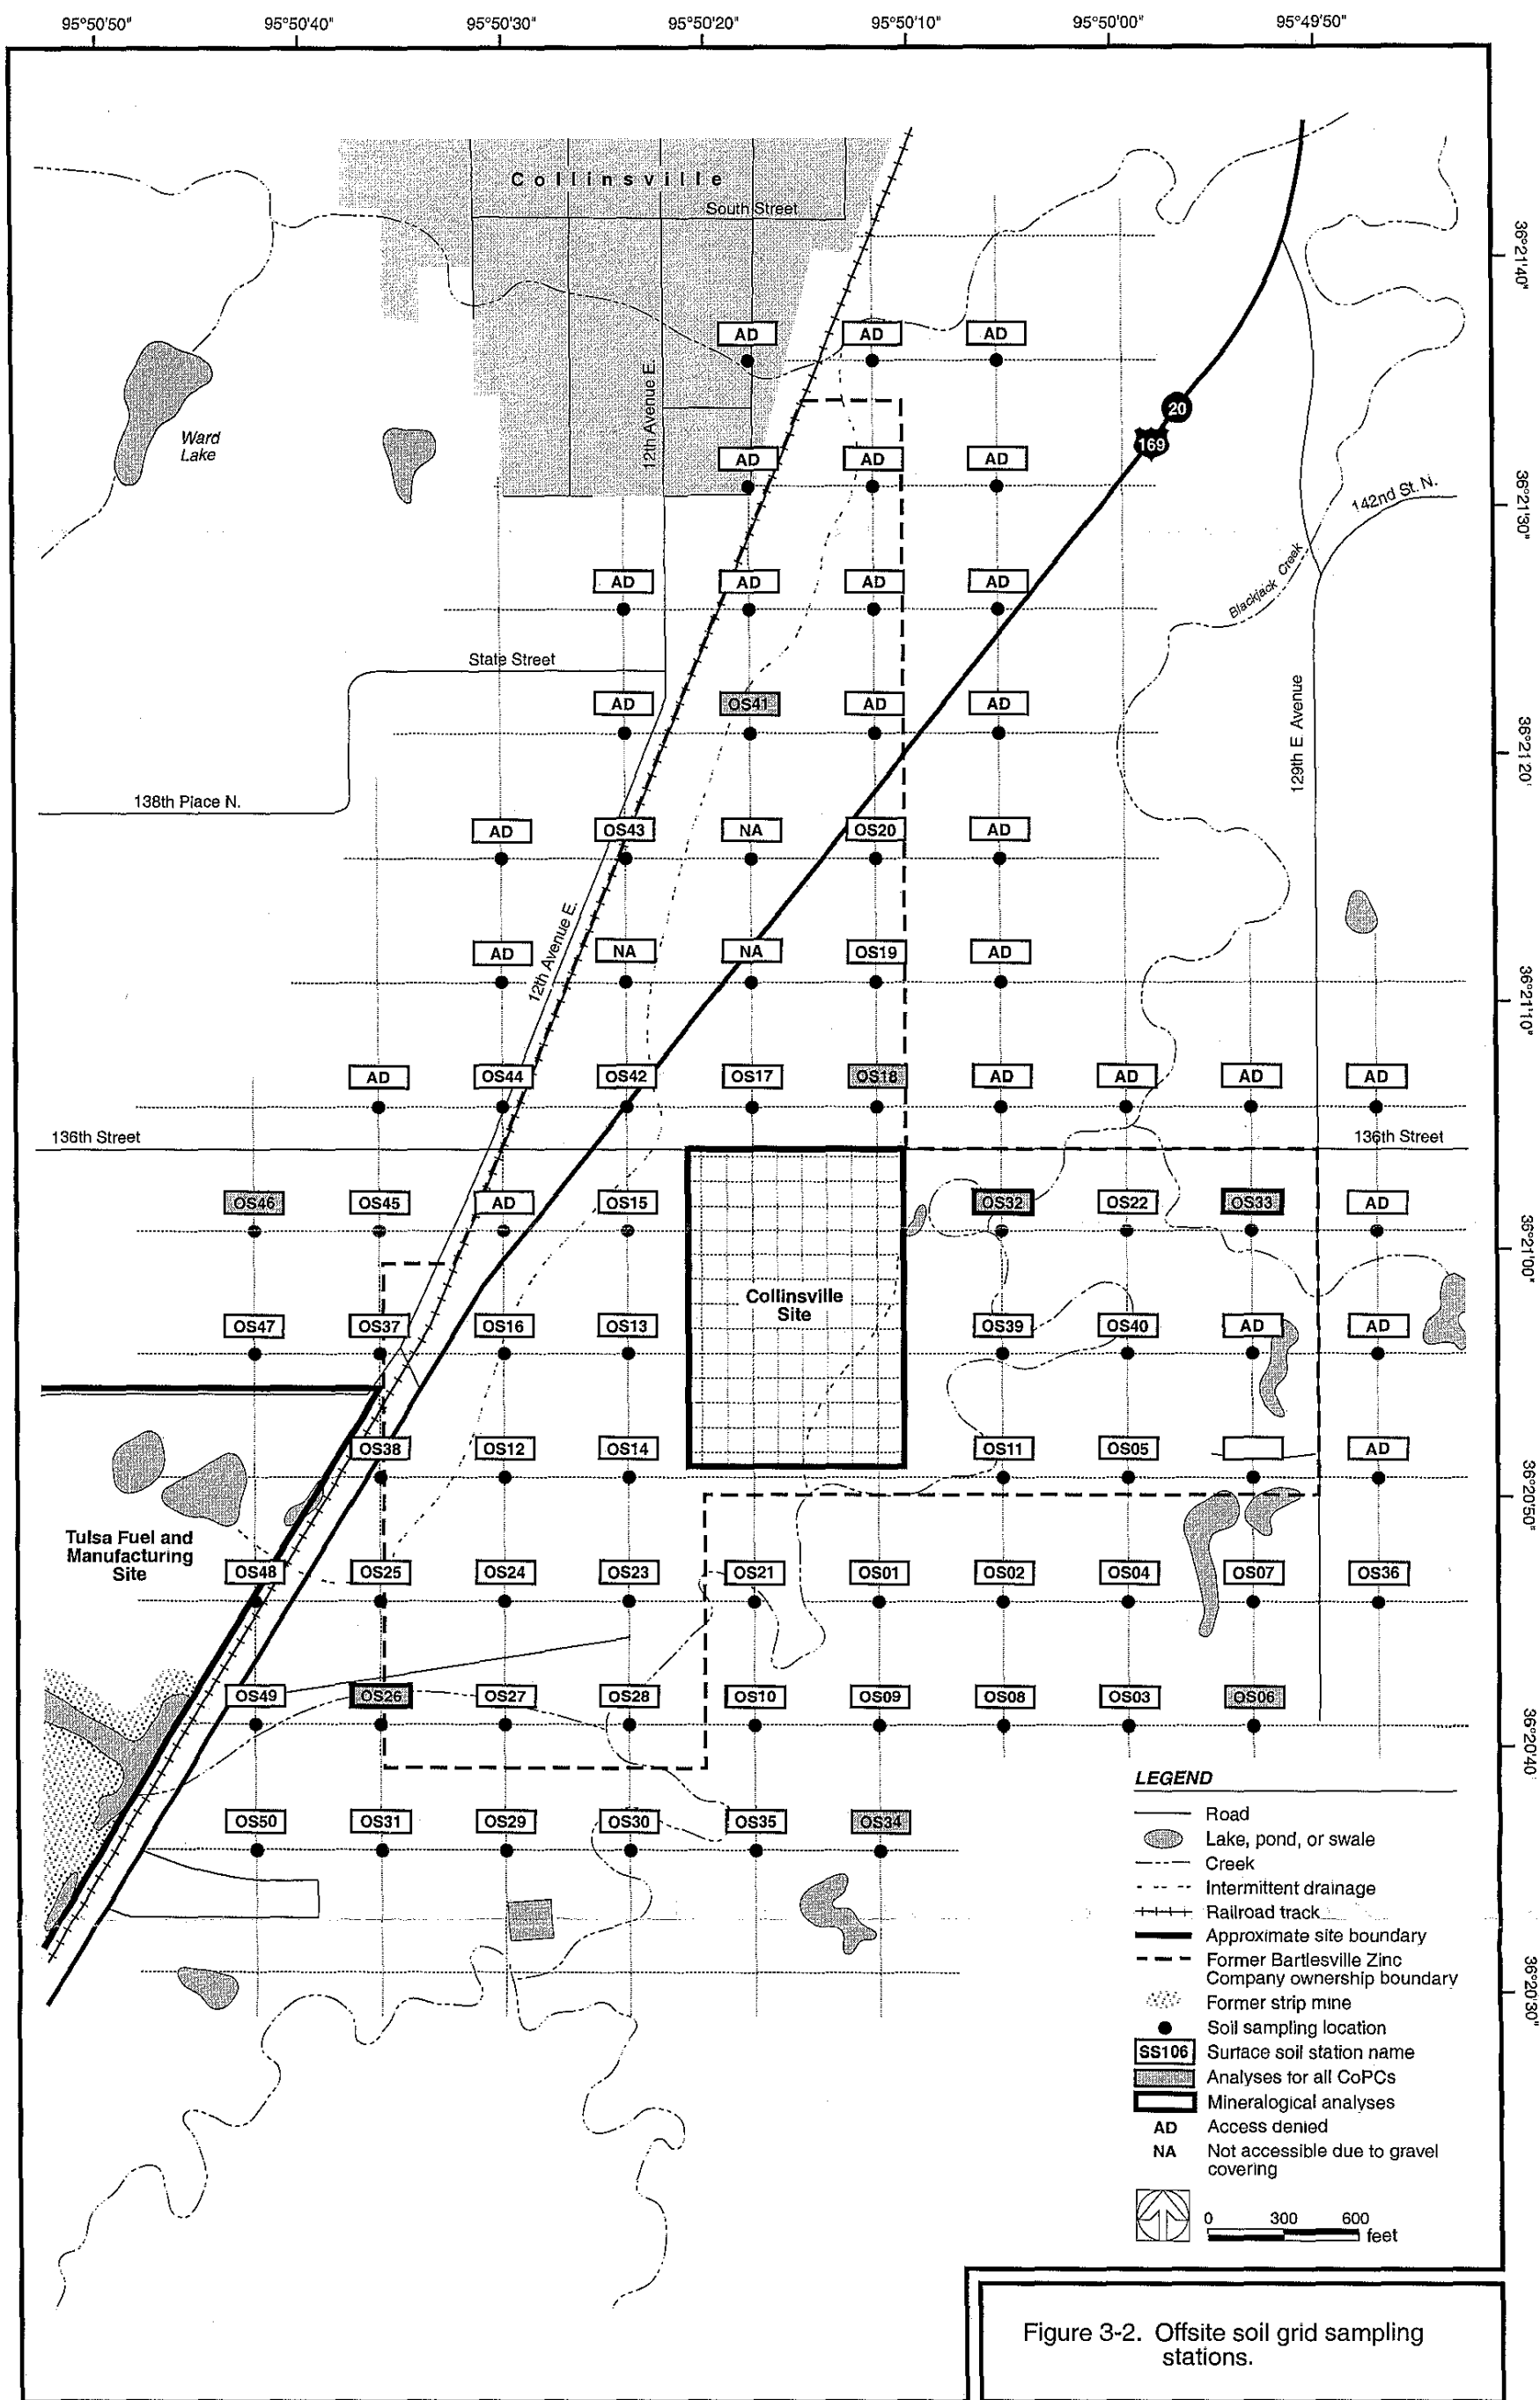 95°50'50" 95°50'40" 95°50'30" 95°50'20" 95°50'10" 95°50'00" 95°49'50"
Collinsville
South Street
36°21'40"
AD AD AD
20
12th Avenue E.
169
Ward
Lake
AD AD AD
142nd St. N.
36°21'30"
Blackjack Creek
AD AD AD AD
State Street
AD OS41 AD AD
129th E. Avenue
36°21'20'
138th Place N.
AD OS43 NA OS20 AD
12th Avenue E.
AD NA NA OS19 AD
36°21'10"
AD OS44 OS42 OS17 OS18 AD AD AD AD
136th Street 136th Street
OS46 OS45 AD OS15 OS32 OS22 OS33 AD
36°21'00"
Collinsville
Site
OS47 OS37 OS16 OS13 OS39 OS40 AD AD
OS38 OS12 OS14 OS11 OS05 AD
36°20'50"
Tulsa Fuel and
Manufacturing
Site
OS48 OS25 OS24 OS23 OS21 OS01 OS02 OS04 OS07 OS36
OS49 OS26 OS27 OS28 OS10 OS09 OS08 OS03 OS06
36°20'40"
OS50 OS31 OS29 OS30 OS35 OS34
36°20'30"
LEGEND
Road
Lake, pond, or swale
Creek
Intermittent drainage
Railroad track
Approximate site boundary
Former Bartlesville Zinc
Company ownership boundary
Former strip mine
Soil sampling location
SS106 Surface soil station name
Analyses for all CoPCs
Mineralogical analyses
AD Access denied
NA Not accessible due to gravel
covering
0 300 600
feet
Figure 3-2. Offsite soil grid sampling
stations.